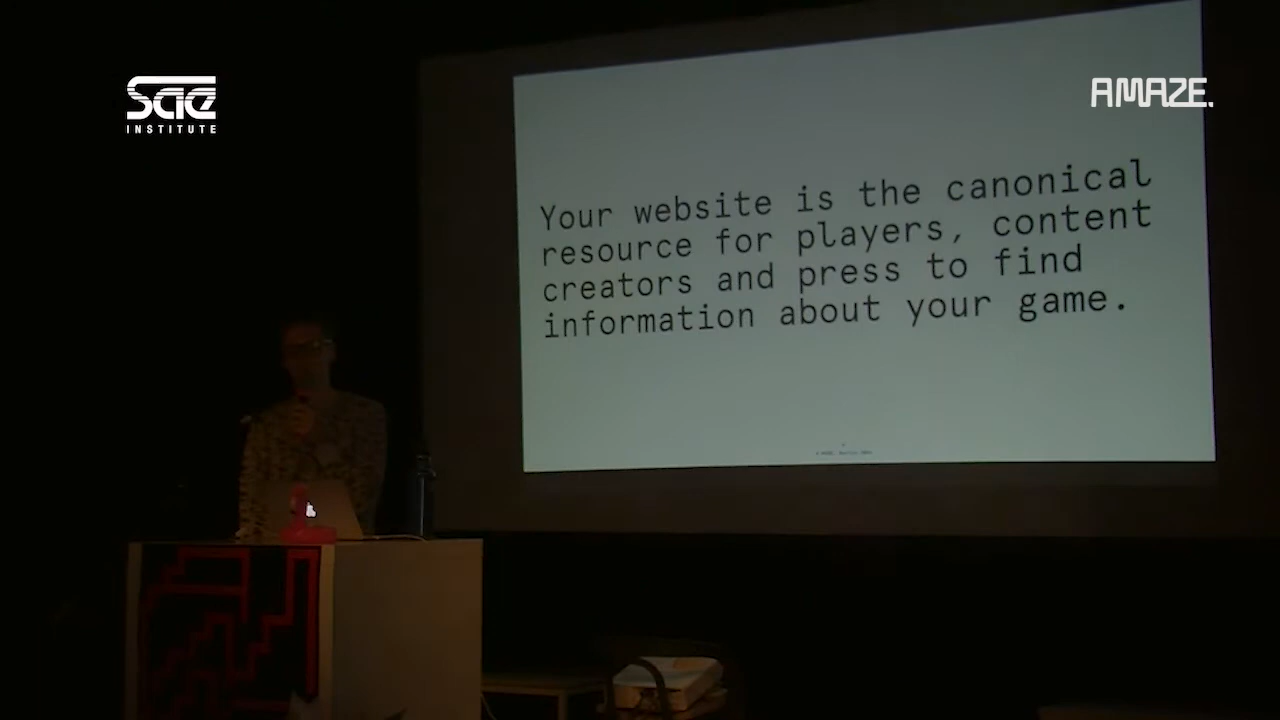 sae
INSTITUTE
AMAZE.
Your website is the canonical
resource for players, content
creators and press to find
information about your game.